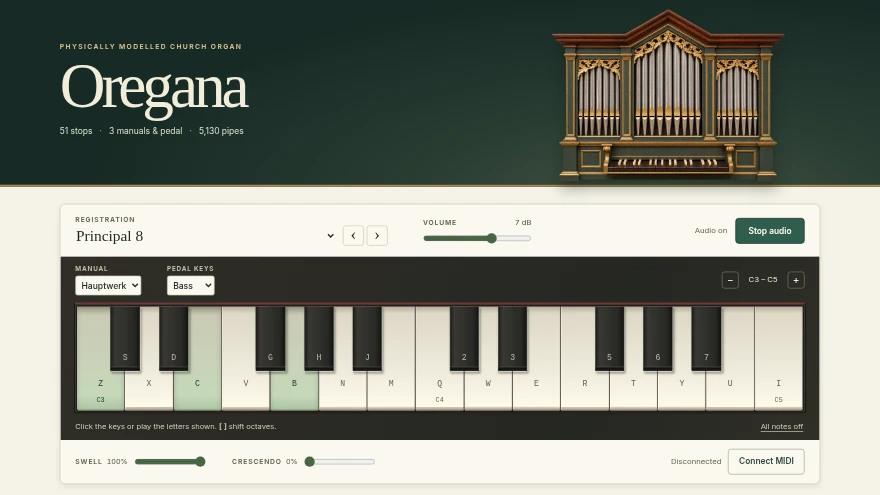 PHYSICALLY MODELLED CHURCH ORGAN
Oregana
51 stops · 3 manuals & pedal · 5,130 pipes
REGISTRATION
Principal 8
‹ ›
VOLUME 7 dB
Audio on
Stop audio
MANUAL
Hauptwerk
PEDAL KEYS
Bass
− C3 – C5 +
S D G H J 2 3 5 6 7
Z X C V B N M Q W E R T Y U I
C3 C4 C5
Click the keys or play the letters shown. [ ] shift octaves.
All notes off
SWELL 100%
CRESCENDO 0%
Disconnected
Connect MIDI